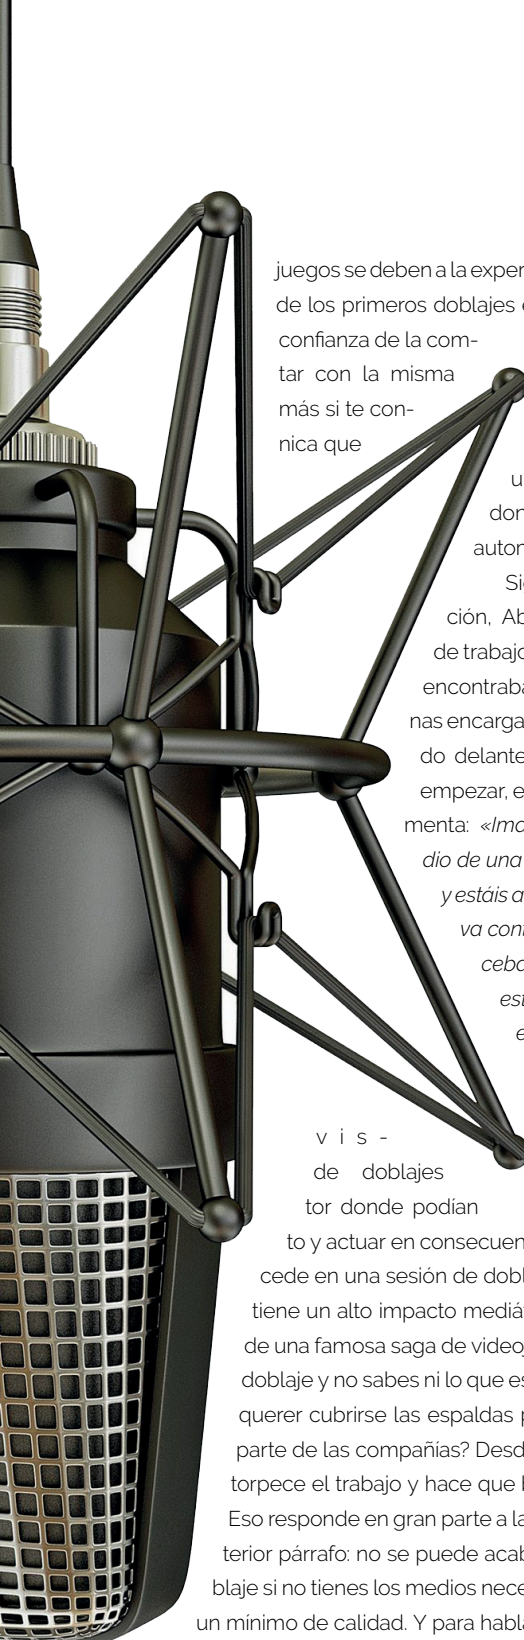 juegos se deben a la exper
de los primeros doblajes e
confianza de la com-
tar con la misma
más si te con-
nica que
u
don
auton
Si
ción, Ab
de trabajo
encontraba
nas encarga
do delante
empezar, e
menta: «Ima
dio de una
y estáis a
va cont
ceba
est
e
vis-
de doblajes
tor donde podían
to y actuar en consecuen
cede en una sesión de dobl
tiene un alto impacto mediá
de una famosa saga de videoj
doblaje y no sabes ni lo que es
querer cubrirse las espaldas p
parte de las compañías? Desd
torpece el trabajo y hace que
Eso responde en gran parte a la
terior párrafo: no se puede acab
blaje si no tienes los medios nece
un mínimo de calidad. Y para habla